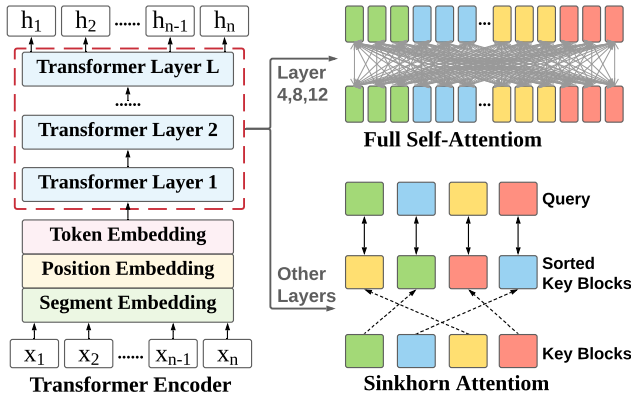 h1 h2 ...... hn-1 hn
Transformer Layer L
......
Transformer Layer 2
Transformer Layer 1
Token Embedding
Position Embedding
Segment Embedding
x1 x2 ...... xn-1 xn
Transformer Encoder
Layer
4,8,12
...
...
Full Self-Attentiom
Other
Layers
Query
Sorted
Key Blocks
Key Blocks
Sinkhorn Attentiom